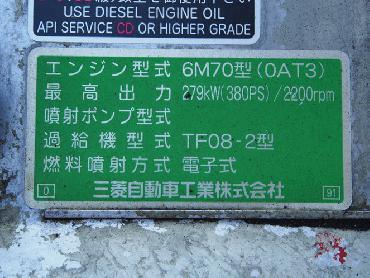 USE DIESEL ENGINE OIL
API SERVICE CD OR HIGHER GRADE
エンジン型式 6M70型(0AT3)
最高出力 279kW(380PS)/2200rpm
噴射ポンプ型式
過給機型式 TF08-2型
燃料噴射方式 電子式
三菱自動車工業株式会社
0 91